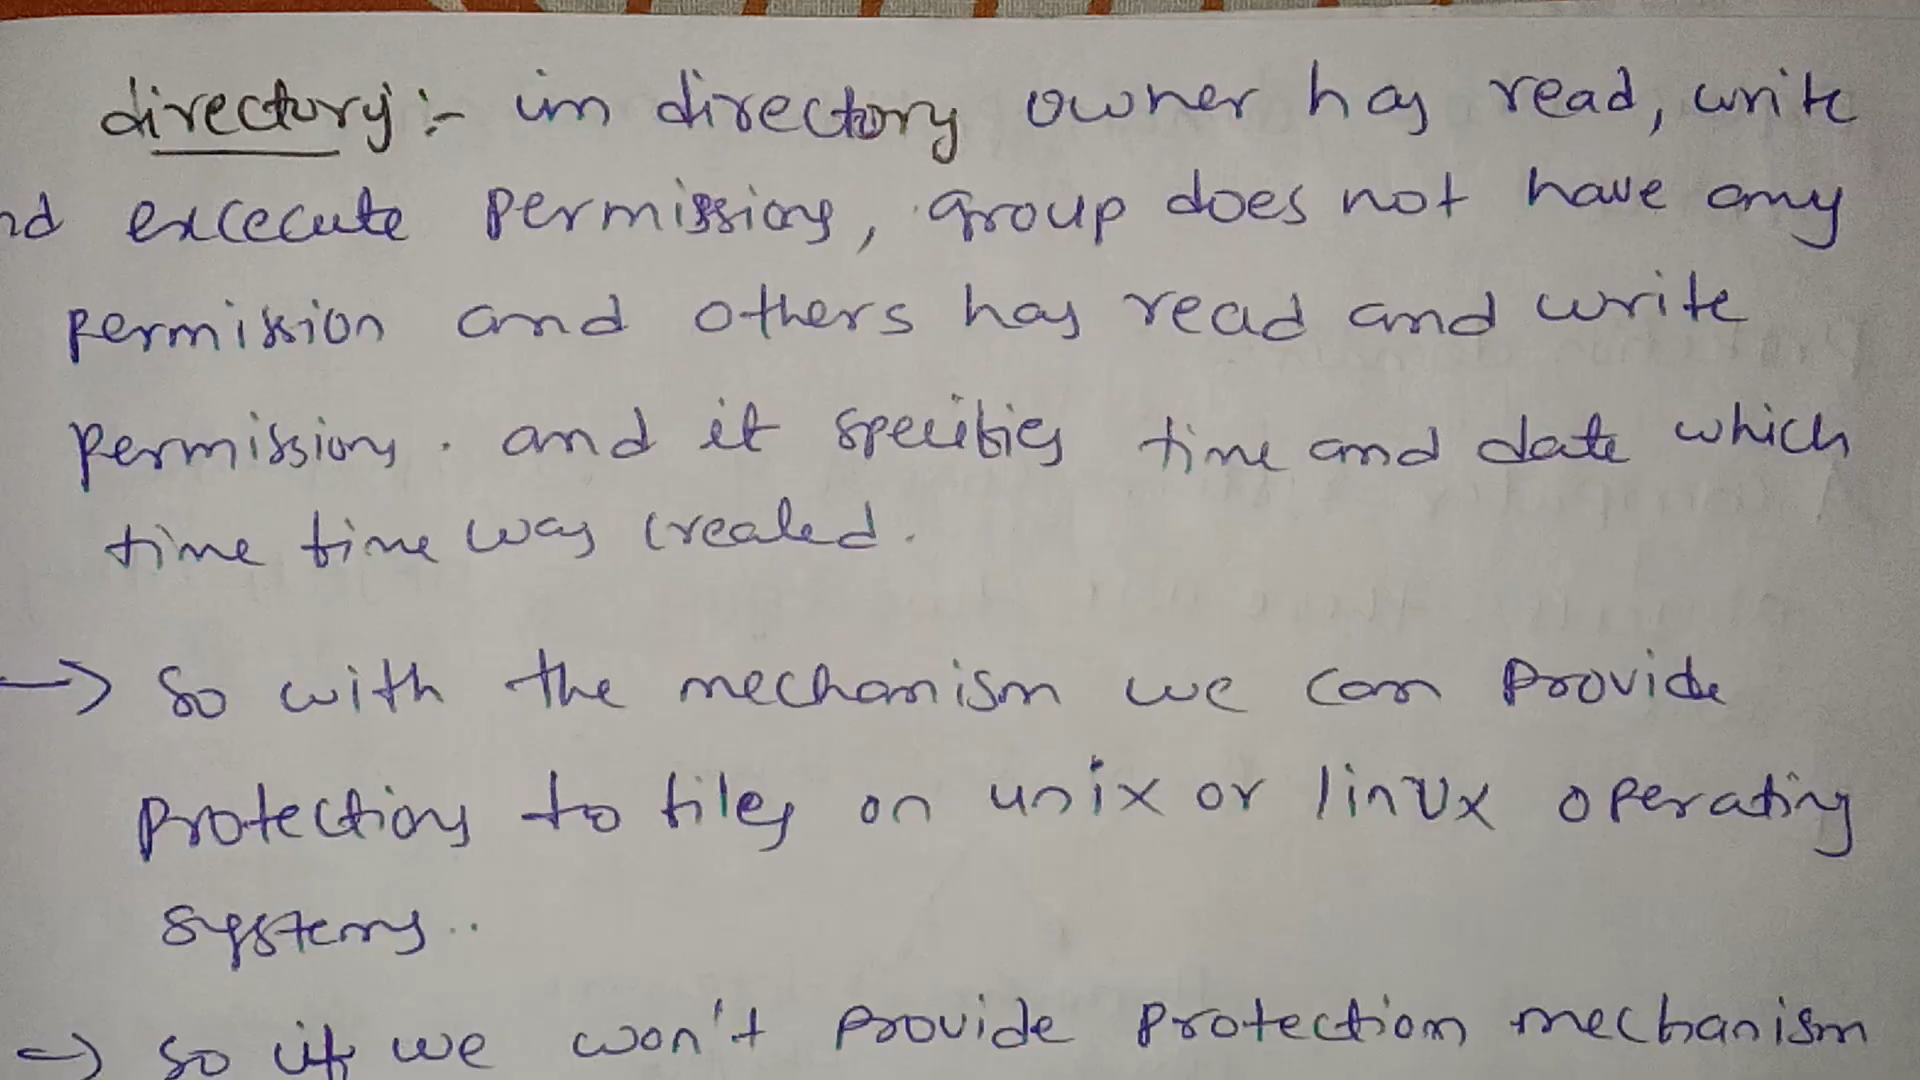 directory :- in directory owner has read, write
nd excecute permissions, group does not have any
permission and others has read and write
permissions. and it specifies time and date which
time time was created.
→ so with the mechanism we can provide
protections to files on unix or linux operating
systems..
→ so if we won't provide protection mechanism